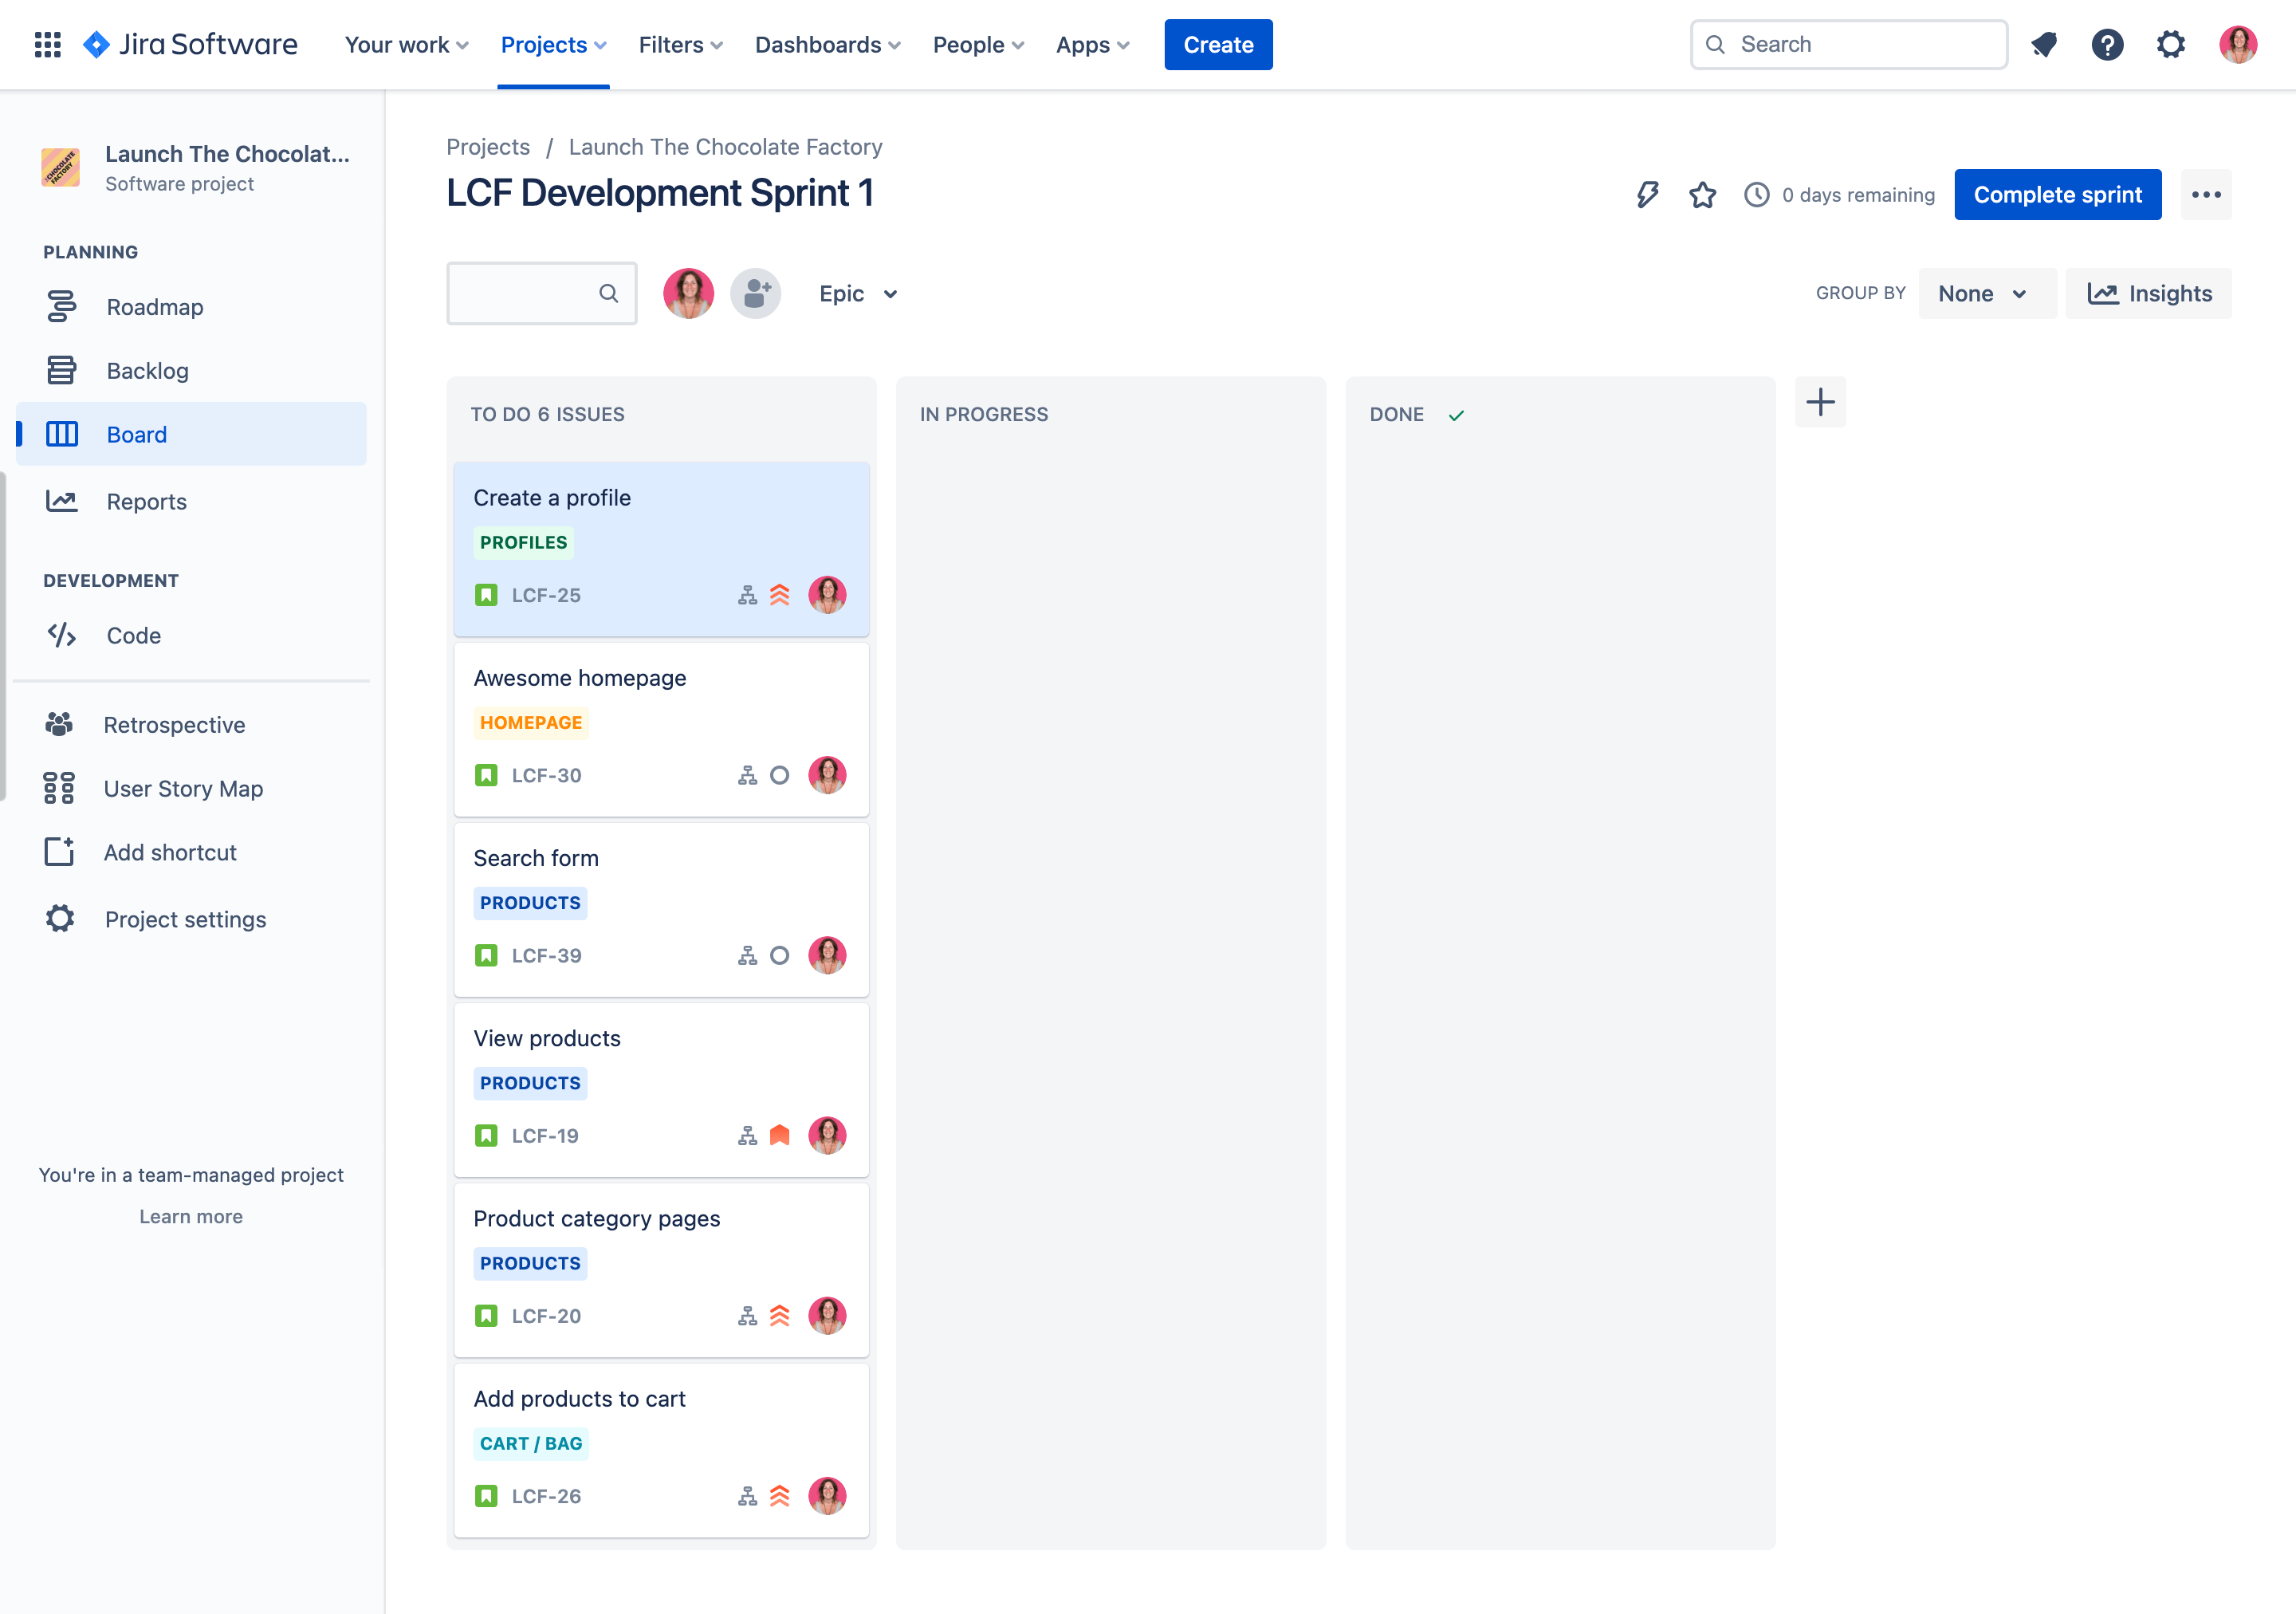 Jira Software
Your work
Projects
Filters
Dashboards
People
Apps
Create
Search
CHOCOLATE FACTORY
Launch The Chocolat...
Software project
PLANNING
Roadmap
Backlog
Board
Reports
DEVELOPMENT
Code
Retrospective
User Story Map
Add shortcut
Project settings
You're in a team-managed project
Learn more
Projects / Launch The Chocolate Factory
LCF Development Sprint 1
0 days remaining
Complete sprint
Epic
GROUP BY
None
Insights
TO DO 6 ISSUES
Create a profile
PROFILES
LCF-25
Awesome homepage
HOMEPAGE
LCF-30
Search form
PRODUCTS
LCF-39
View products
PRODUCTS
LCF-19
Product category pages
PRODUCTS
LCF-20
Add products to cart
CART / BAG
LCF-26
IN PROGRESS
DONE